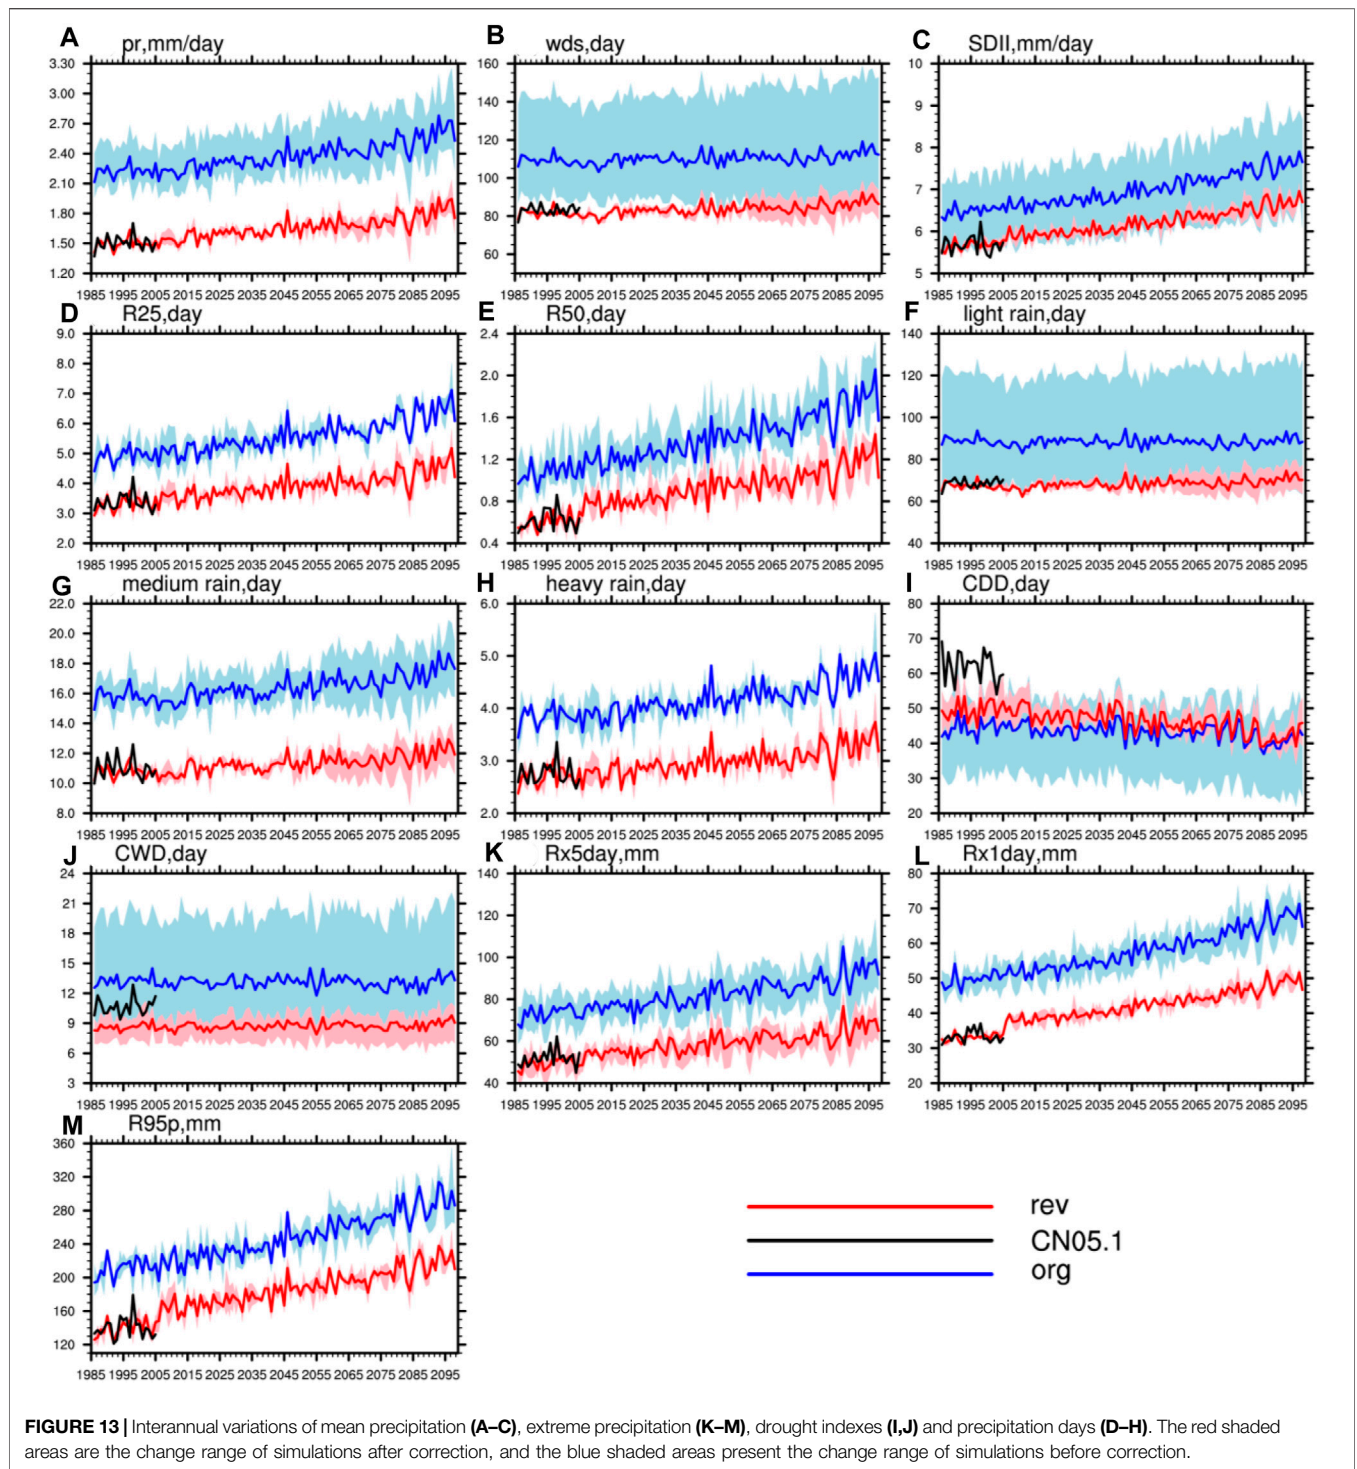 A pr,mm/day
3.30
3.00
2.70
2.40
2.10
1.80
1.50
1.20
1985 1995 2005 2015 2025 2035 2045 2055 2065 2075 2085 2095
B wds,day
160
140
120
100
80
60
1985 1995 2005 2015 2025 2035 2045 2055 2065 2075 2085 2095
C SDII,mm/day
10
9
8
7
6
5
1985 1995 2005 2015 2025 2035 2045 2055 2065 2075 2085 2095
D R25,day
9.0
8.0
7.0
6.0
5.0
4.0
3.0
2.0
1985 1995 2005 2015 2025 2035 2045 2055 2065 2075 2085 2095
E R50,day
2.4
2.0
1.6
1.2
0.8
0.4
1985 1995 2005 2015 2025 2035 2045 2055 2065 2075 2085 2095
F light rain,day
140
120
100
80
60
40
1985 1995 2005 2015 2025 2035 2045 2055 2065 2075 2085 2095
G medium rain,day
22.0
20.0
18.0
16.0
14.0
12.0
10.0
8.0
1985 1995 2005 2015 2025 2035 2045 2055 2065 2075 2085 2095
H heavy rain,day
6.0
5.0
4.0
3.0
2.0
1985 1995 2005 2015 2025 2035 2045 2055 2065 2075 2085 2095
I CDD,day
80
70
60
50
40
30
20
1985 1995 2005 2015 2025 2035 2045 2055 2065 2075 2085 2095
J CWD,day
24
21
18
15
12
9
6
3
1985 1995 2005 2015 2025 2035 2045 2055 2065 2075 2085 2095
K Rx5day,mm
140
120
100
80
60
40
1985 1995 2005 2015 2025 2035 2045 2055 2065 2075 2085 2095
L Rx1day,mm
80
70
60
50
40
30
20
1985 1995 2005 2015 2025 2035 2045 2055 2065 2075 2085 2095
M R95p,mm
360
320
280
240
200
160
120
1985 1995 2005 2015 2025 2035 2045 2055 2065 2075 2085 2095
rev
CN05.1
org
FIGURE 13 | Interannual variations of mean precipitation (A–C), extreme precipitation (K–M), drought indexes (I,J) and precipitation days (D–H). The red shaded
areas are the change range of simulations after correction, and the blue shaded areas present the change range of simulations before correction.